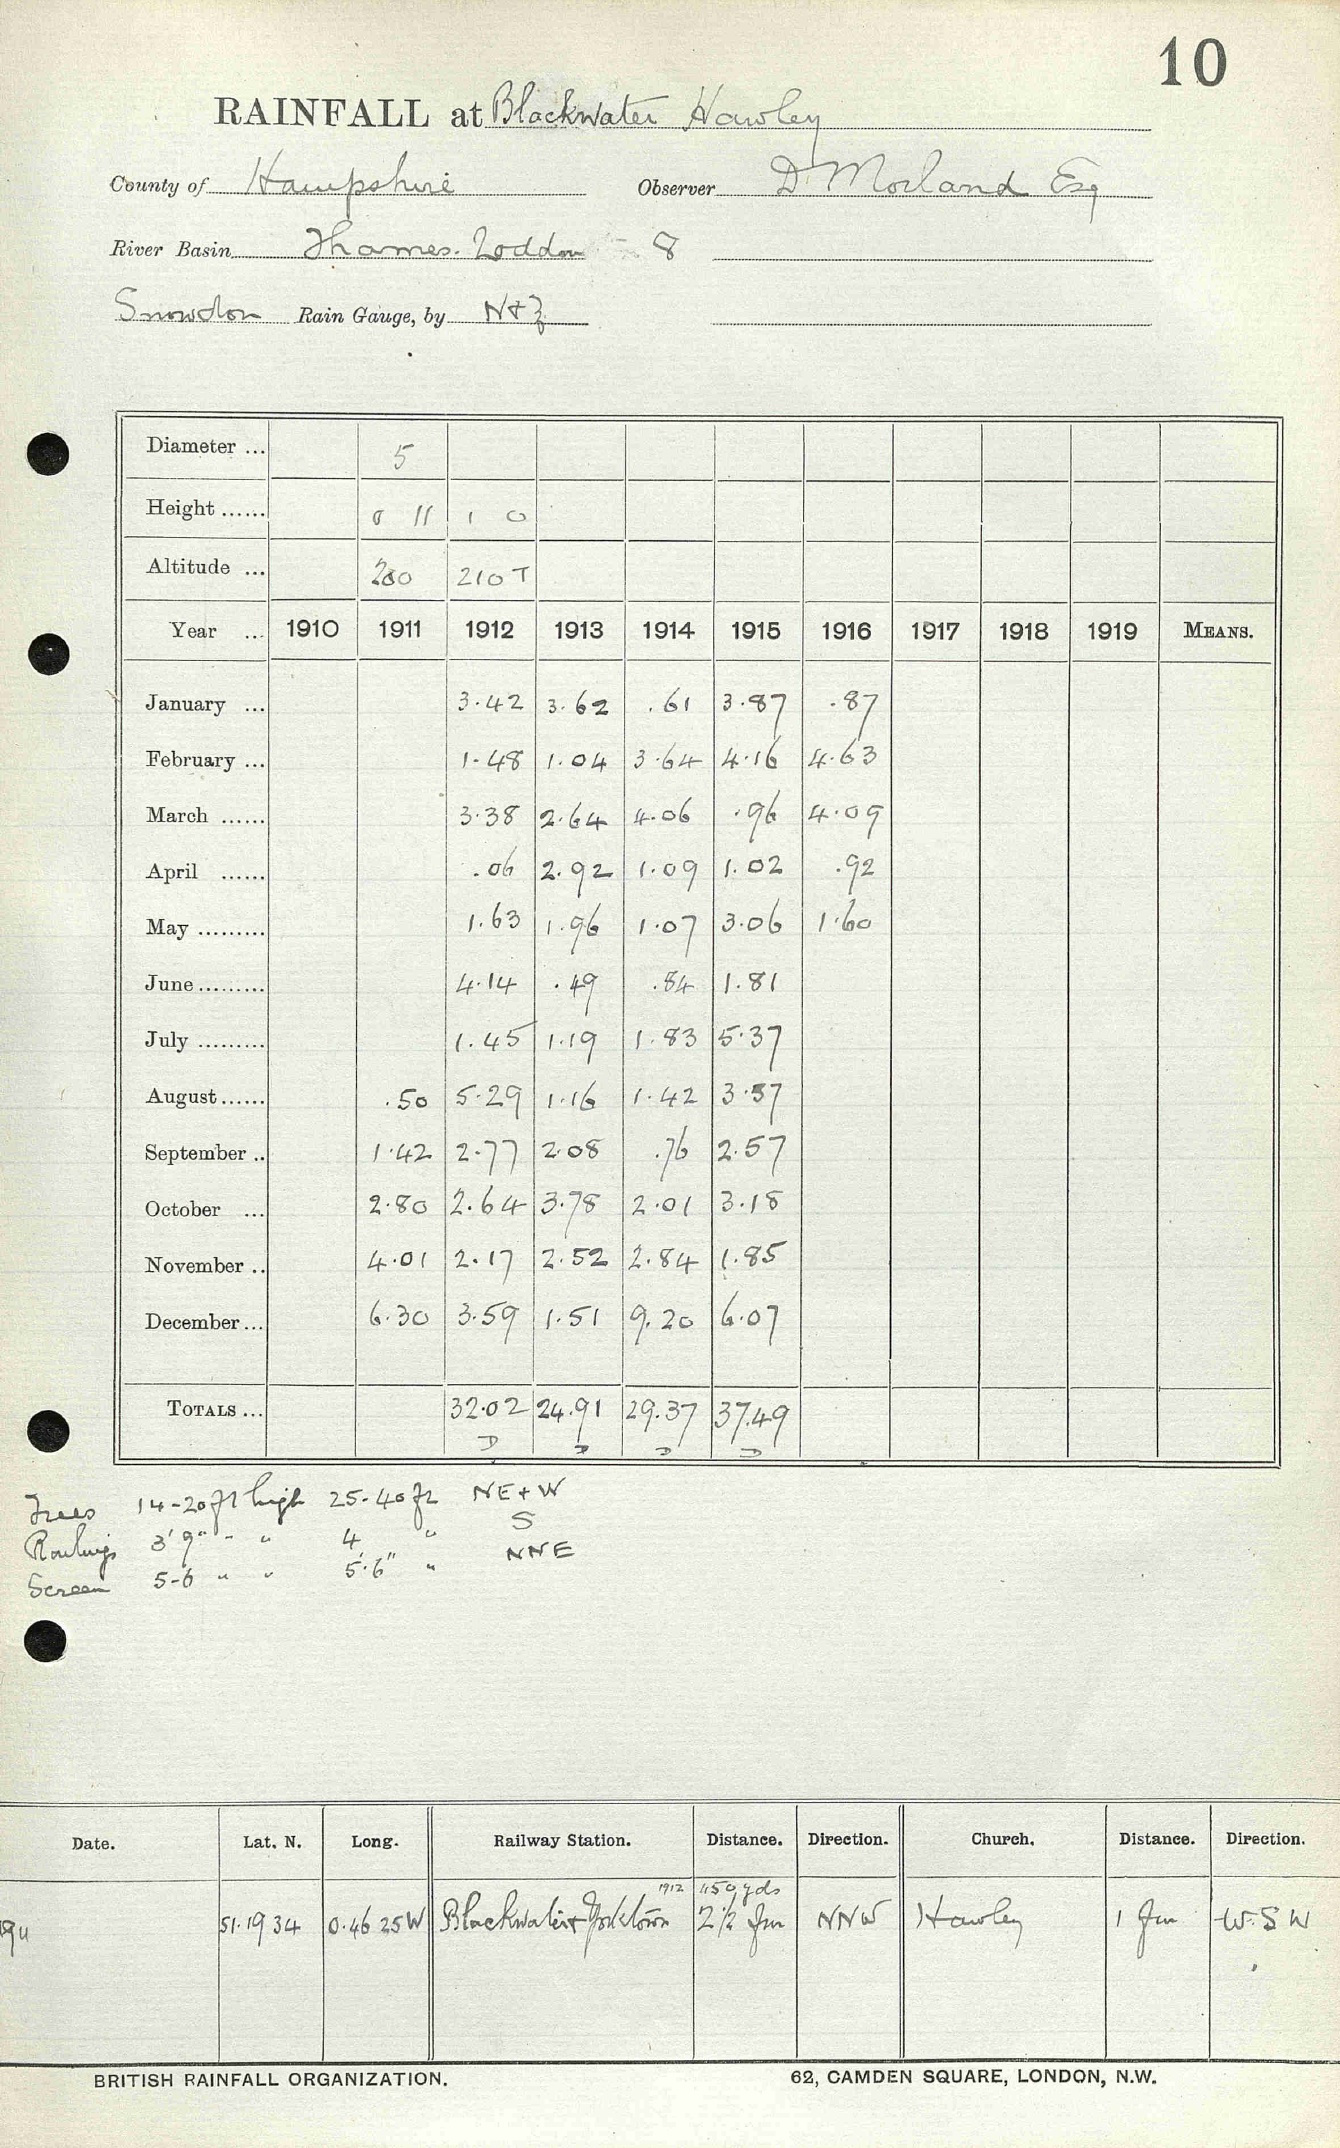 10
RAINFALL at Blackwater Hawley
County of Hampshire Observer D. Morland Esq
River Basin Thames. Loddon 8
Snowdon Rain Gauge, by N+Z
Diameter ... 5
Height ...... 0 11 1 0
Altitude ... 200 210 T
Year ... 1910 1911 1912 1913 1914 1915 1916 1917 1918 1919 MEANS.
January ... 3.42 3.62 .61 3.87 .87
February ... 1.48 1.04 3.64 4.16 4.63
March ...... 3.38 2.64 4.06 .96 4.09
April ...... .06 2.92 1.09 1.02 .92
May ......... 1.63 1.96 1.07 3.06 1.60
June ......... 4.14 .49 .84 1.81
July ......... 1.45 1.19 1.83 5.37
August ...... .50 5.29 1.16 1.42 3.57
September .. 1.42 2.77 2.08 .76 2.57
October ... 2.80 2.64 3.78 2.01 3.18
November .. 4.01 2.17 2.52 2.84 1.85
December ... 6.30 3.59 1.51 9.20 6.07
TOTALS ... 32.02 24.91 29.37 37.49
D D D D
Trees 14-20 ft high 25-40 ft NE+W
Railings 3' 9" " " 4 " S
Screen 5-6 " " 5'.6" " NNE
Date. Lat. N. Long. Railway Station. Distance. Direction. Church. Distance. Direction.
1912 1150 yds
1911 51.19 34 0.46 25W Blackwater + Yorktown 2½ fur NNW Hawley 1 fur W.S W
BRITISH RAINFALL ORGANIZATION. 62, CAMDEN SQUARE, LONDON, N.W.